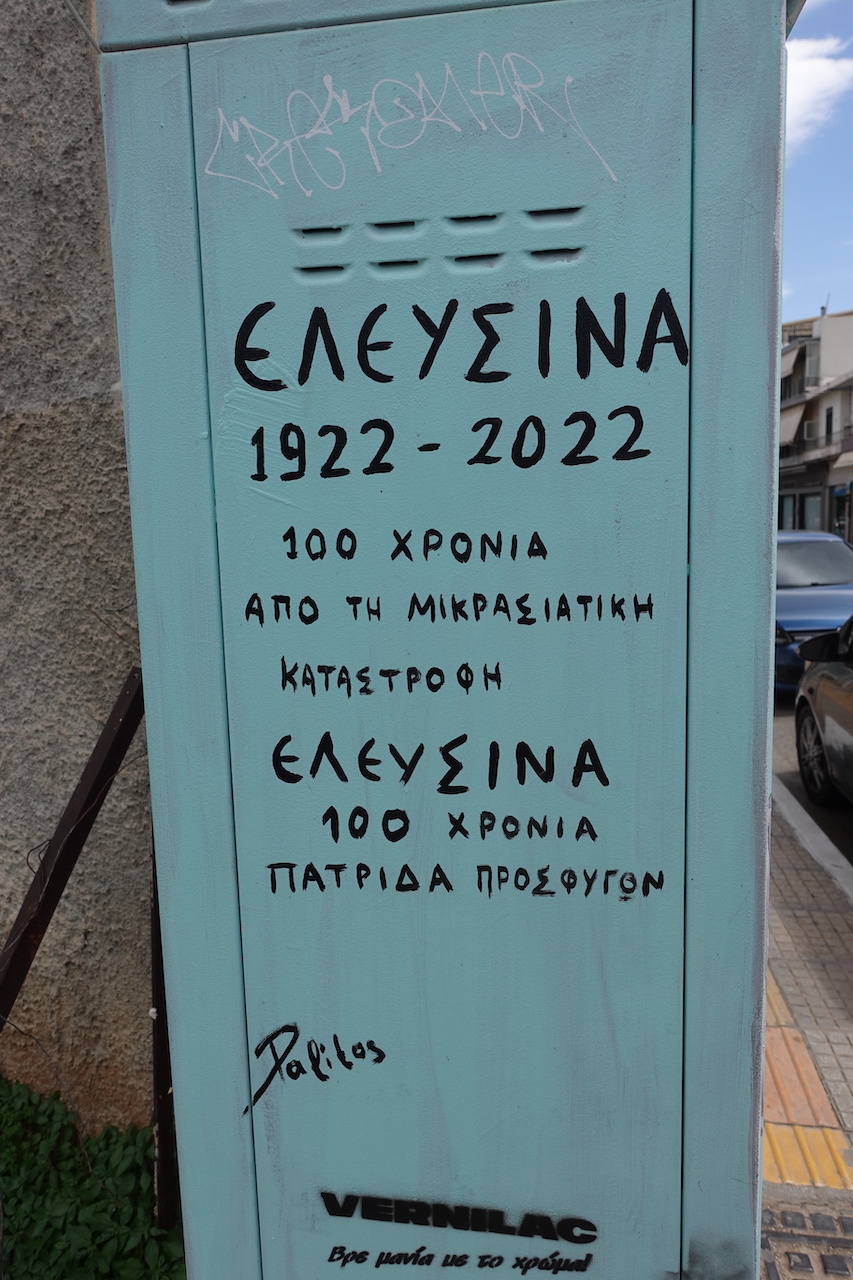 ΕΛΕΥΣΙΝΑ
1922 - 2022
100 ΧΡΟΝΙΑ
ΑΠΟ ΤΗ ΜΙΚΡΑΣΙΑΤΙΚΗ
ΚΑΤΑΣΤΡΟΦΗ
ΕΛΕΥΣΙΝΑ
100 ΧΡΟΝΙΑ
ΠΑΤΡΙΔΑ ΠΡΟΣΦΥΓΩΝ
VERNILAC
Βρε μανία με το χρώμα!